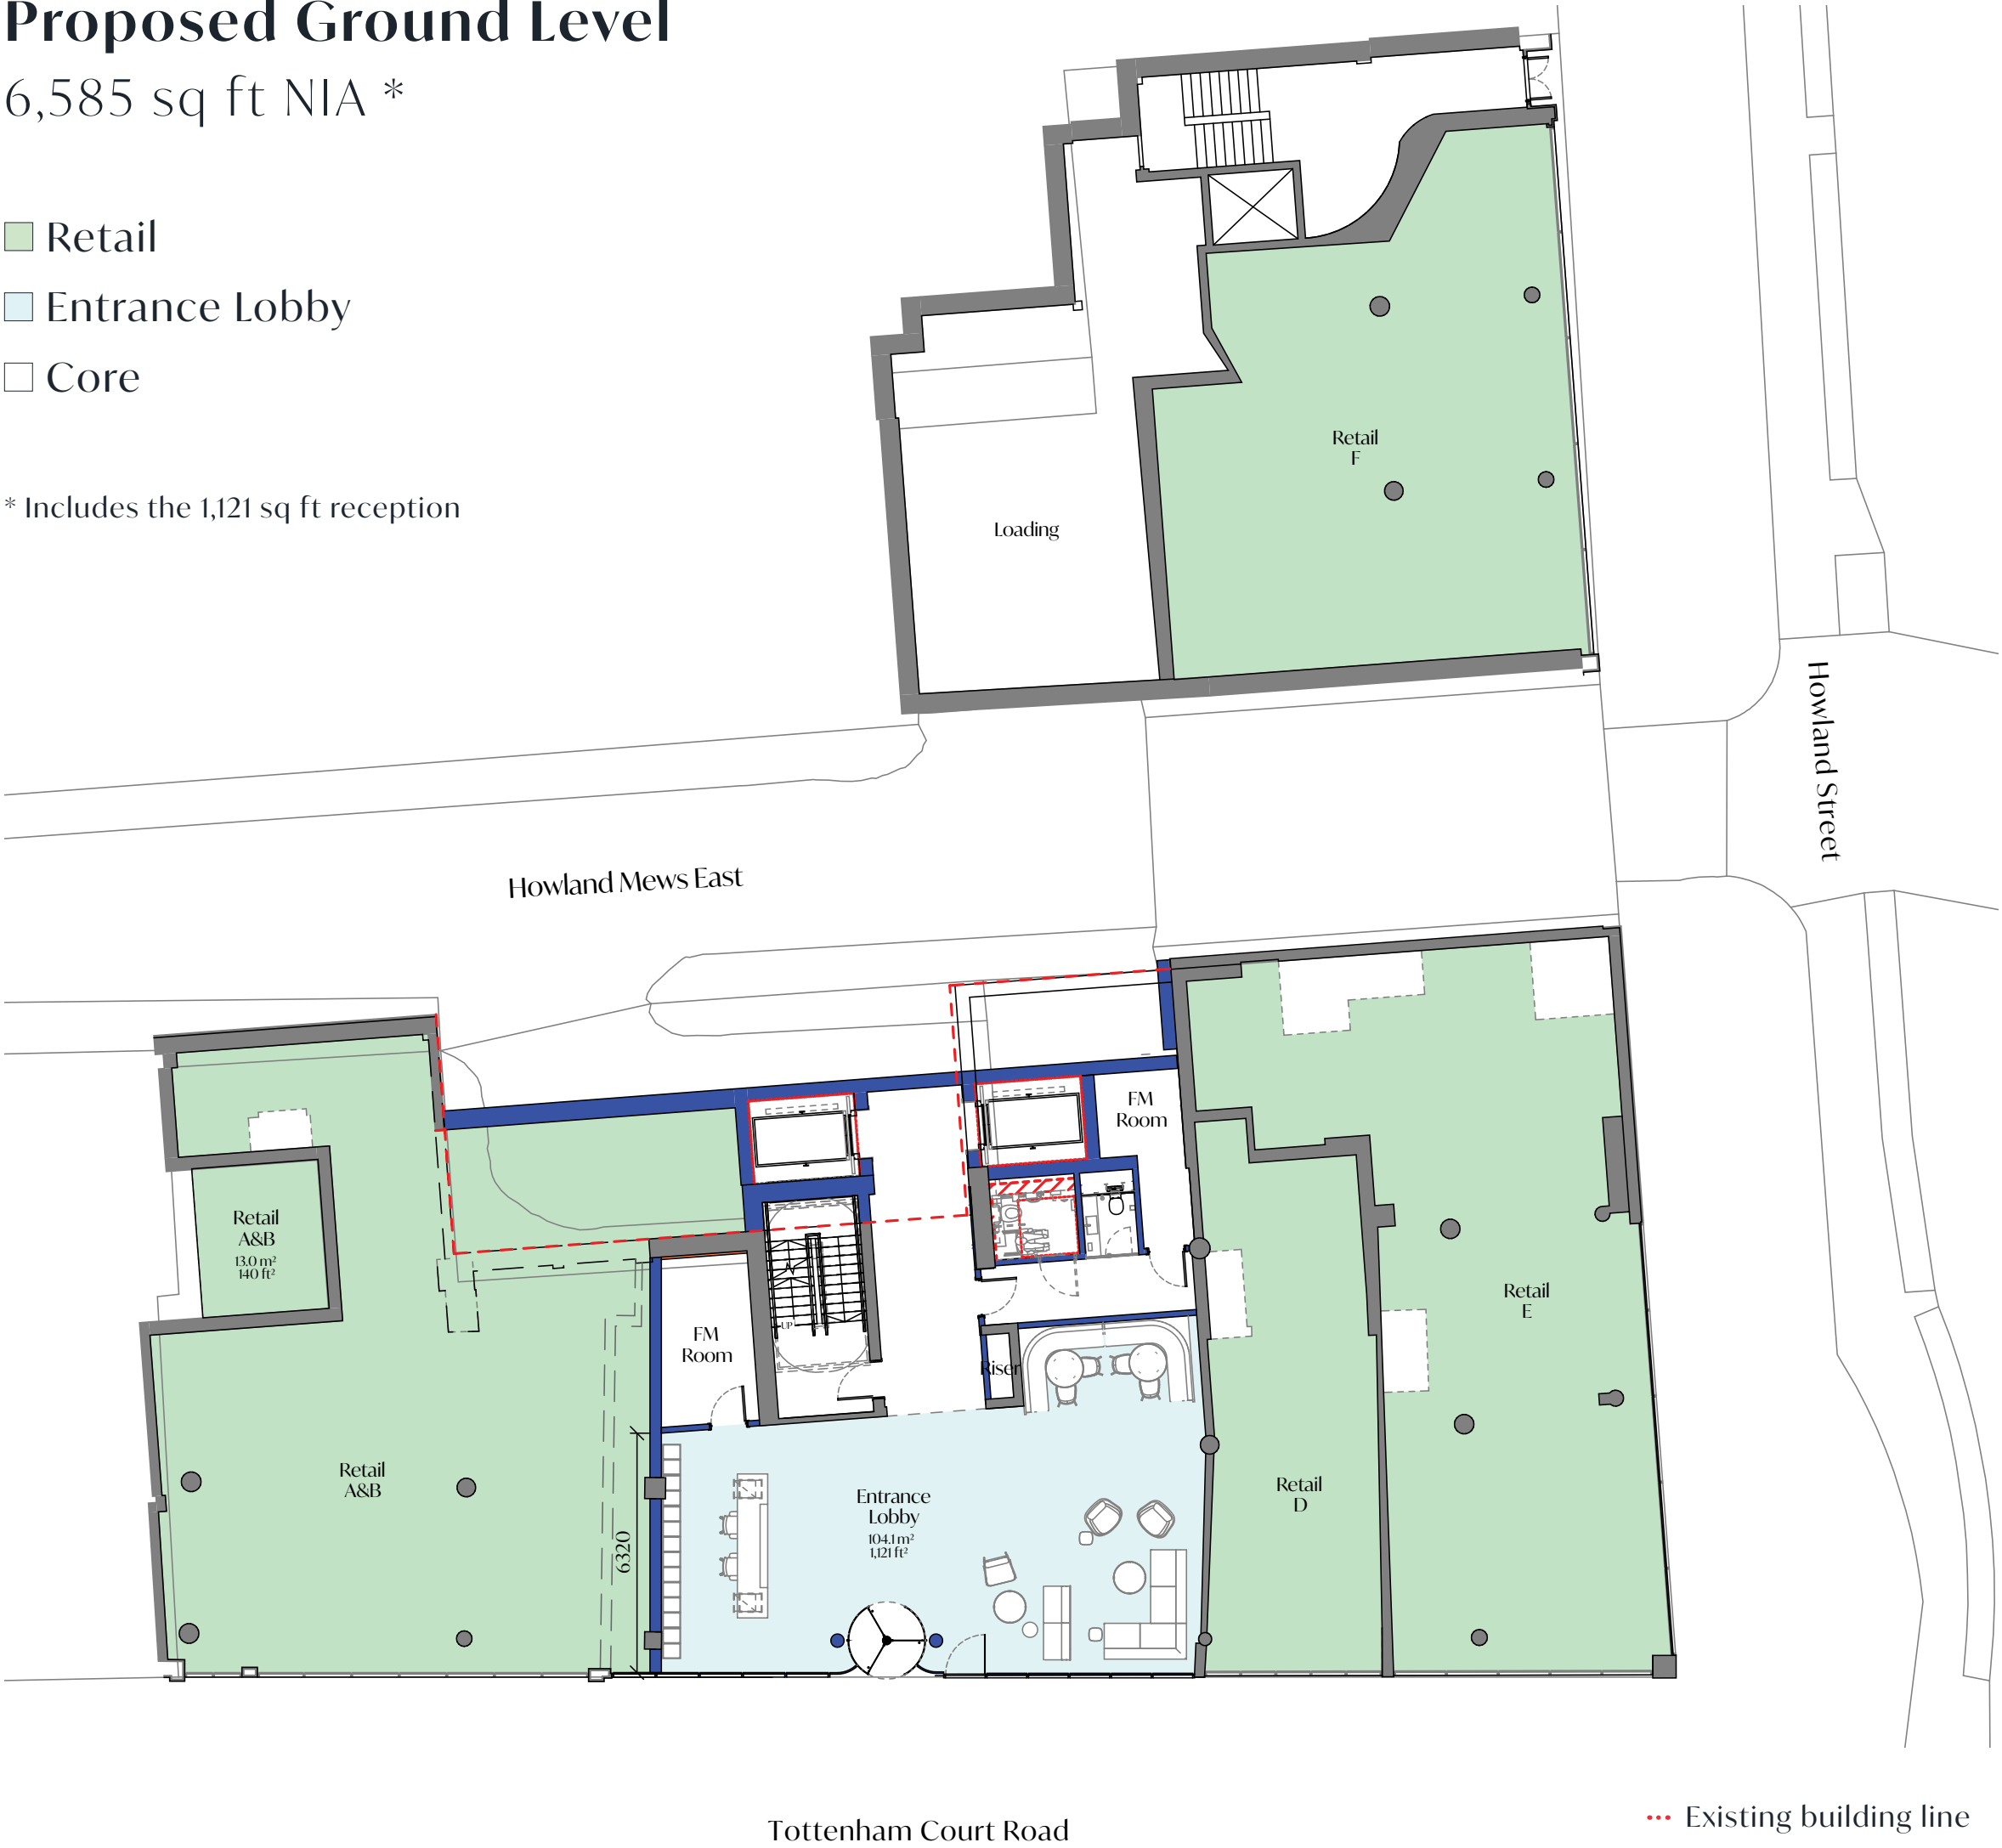 Proposed Ground Level
6,585 sq ft NIA *
Retail
Entrance Lobby
Core
* Includes the 1,121 sq ft reception
Retail
F
Loading
Howland Street
Howland Mews East
FM
Room
Retail
A&B
13.0 m²
140 ft²
Retail
E
UP
FM
Room
Riser
Retail
A&B
Entrance
Lobby
104.1 m²
1,121 ft²
Retail
D
6320
Existing building line
Tottenham Court Road